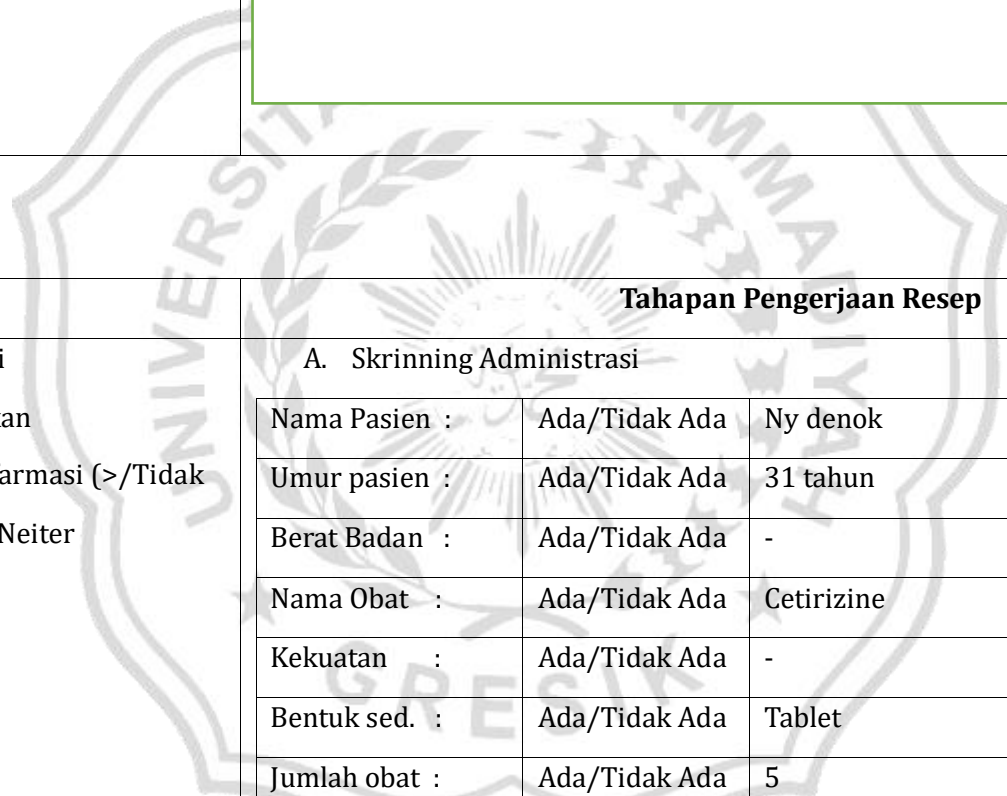 Tahapan Pengerjaan Resep
i
A. Skrinning Administrasi
kan
Nama Pasien : Ada/Tidak Ada Ny denok
armasi (>/Tidak
Umur pasien : Ada/Tidak Ada 31 tahun
Neiter
Berat Badan : Ada/Tidak Ada -
Nama Obat : Ada/Tidak Ada Cetirizine
Kekuatan : Ada/Tidak Ada -
Bentuk sed. : Ada/Tidak Ada Tablet
Jumlah obat : Ada/Tidak Ada 5
GRESIK